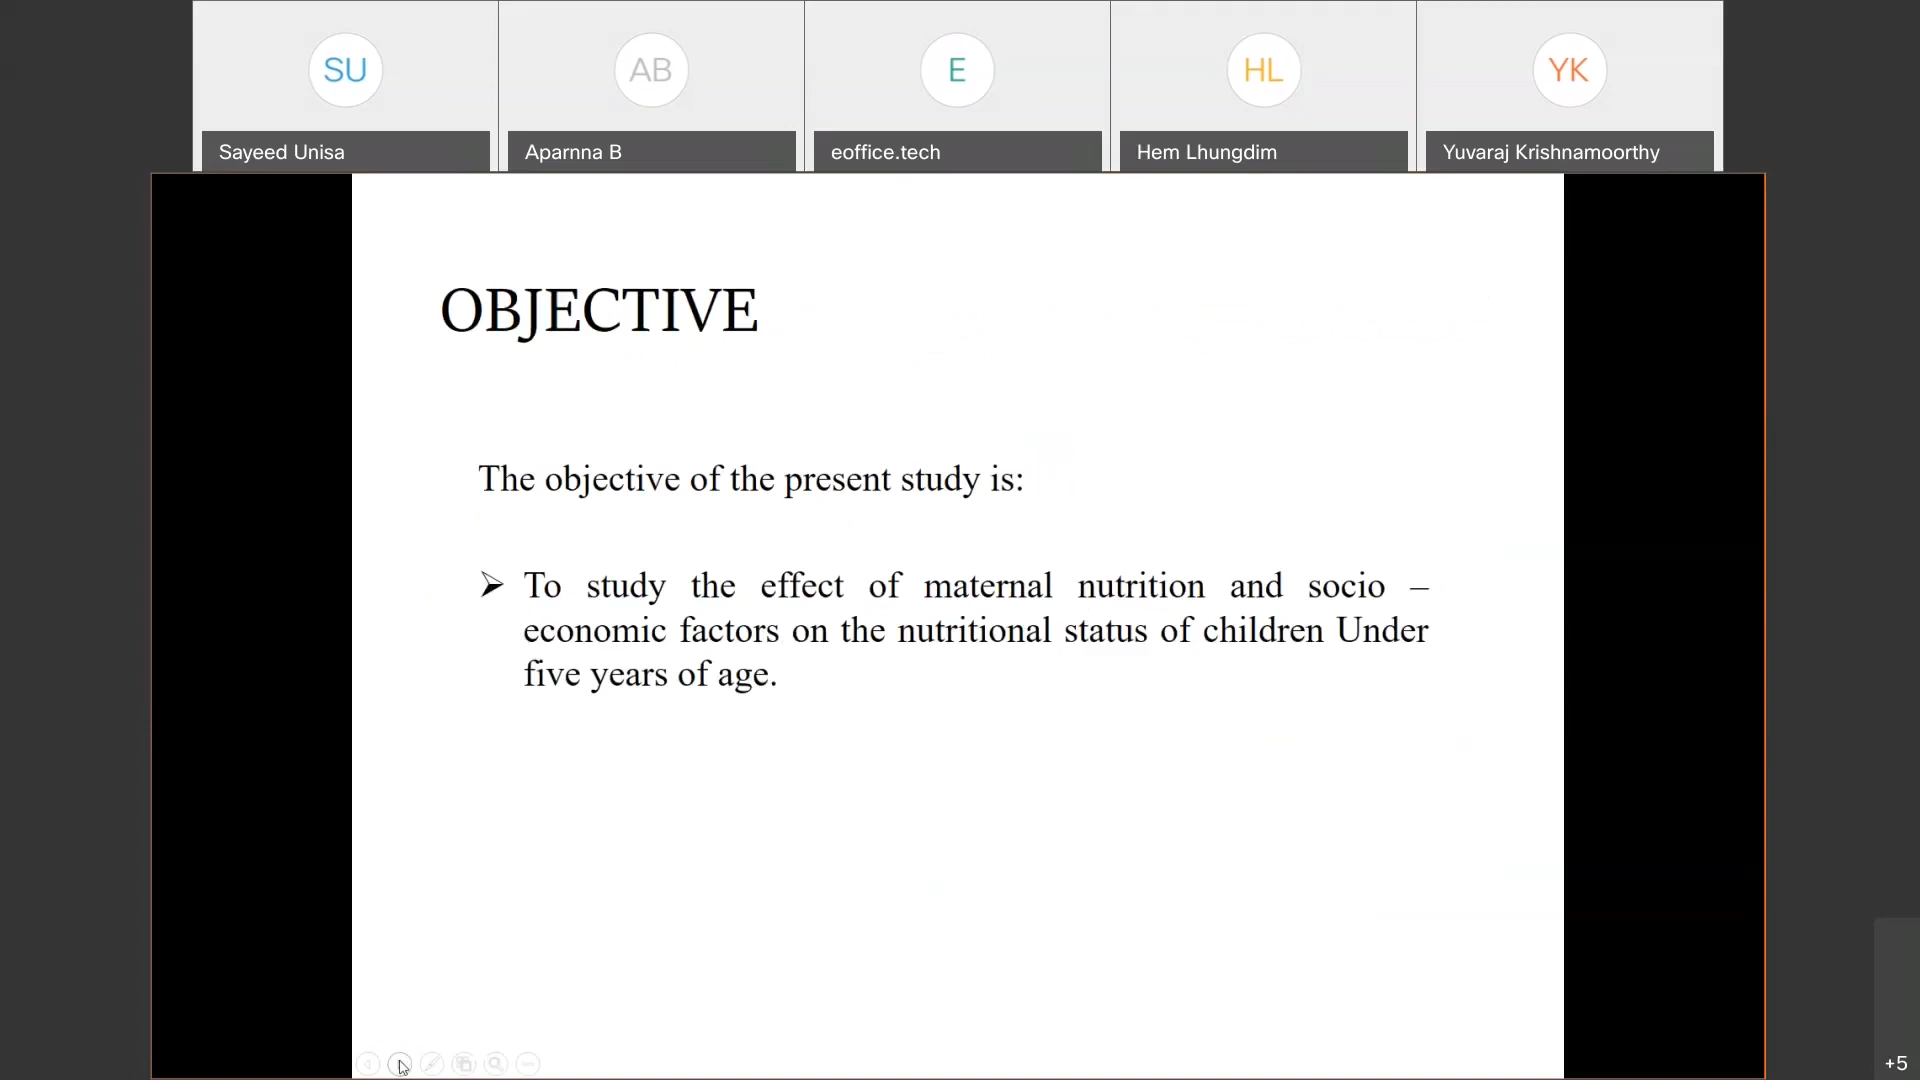 SU
AB
E
HL
YK
Sayeed Unisa
Aparnna B
eoffice.tech
Hem Lhungdim
Yuvaraj Krishnamoorthy
OBJECTIVE
The objective of the present study is:
➢ To study the effect of maternal nutrition and socio –
economic factors on the nutritional status of children Under
five years of age.
+5